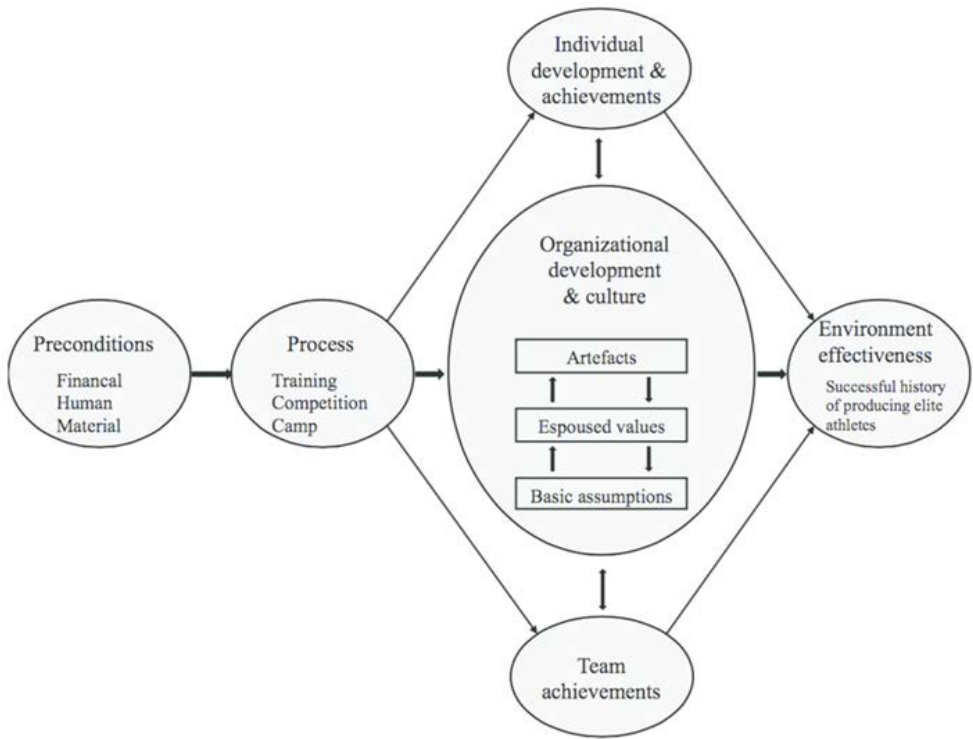 Individual
development &
achievements
Preconditions
Financal
Human
Material
Process
Training
Competition
Camp
Organizational
development
& culture
Artefacts
Espoused values
Basic assumptions
Environment
effectiveness
Successful history
of producing elite
athletes
Team
achievements